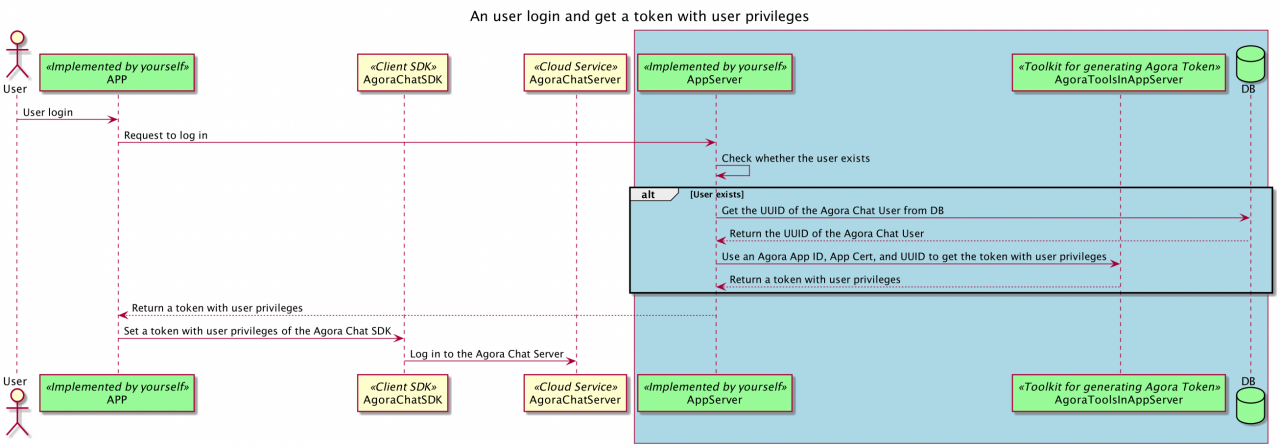 An user login and get a token with user privileges
«Implemented by yourself»
APP
«Client SDK»
AgoraChatSDK
«Cloud Service»
AgoraChatServer
«Implemented by yourself»
AppServer
«Toolkit for generating Agora Token»
AgoraToolsInAppServer
User
DB
User login
Request to log in
Check whether the user exists
alt
[User exists]
Get the UUID of the Agora Chat User from DB
Return the UUID of the Agora Chat User
Use an Agora App ID, App Cert, and UUID to get the token with user privileges
Return a token with user privileges
Return a token with user privileges
Set a token with user privileges of the Agora Chat SDK
Log in to the Agora Chat Server
User
DB
«Implemented by yourself»
APP
«Client SDK»
AgoraChatSDK
«Cloud Service»
AgoraChatServer
«Implemented by yourself»
AppServer
«Toolkit for generating Agora Token»
AgoraToolsInAppServer